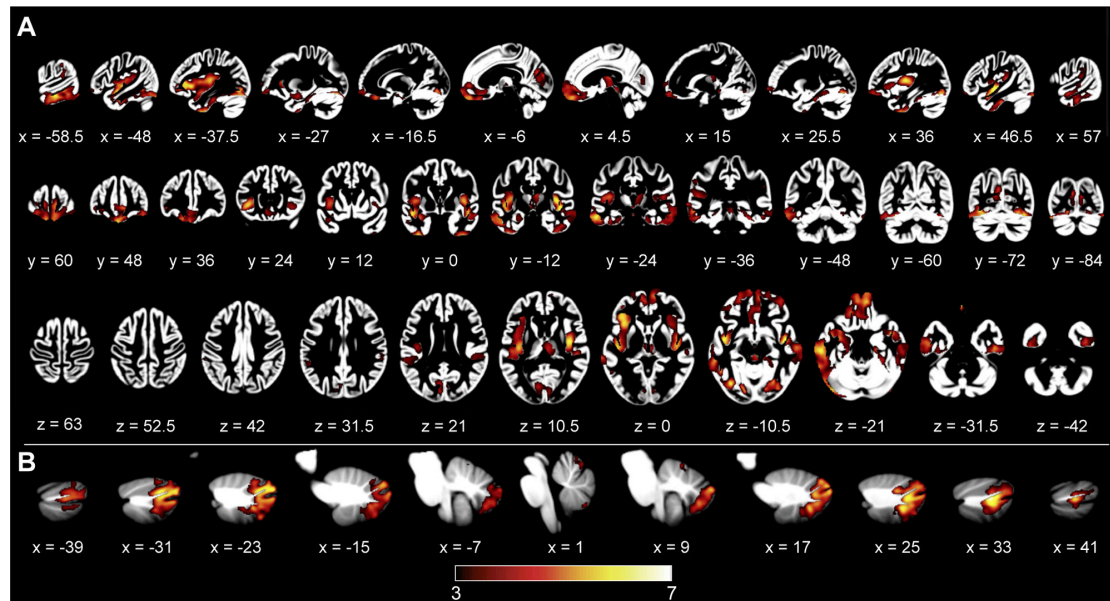 A
x = -58.5 x = -48 x = -37.5 x = -27 x = -16.5 x = -6 x = 4.5 x = 15 x = 25.5 x = 36 x = 46.5 x = 57
y = 60 y = 48 y = 36 y = 24 y = 12 y = 0 y = -12 y = -24 y = -36 y = -48 y = -60 y = -72 y = -84
z = 63 z = 52.5 z = 42 z = 31.5 z = 21 z = 10.5 z = 0 z = -10.5 z = -21 z = -31.5 z = -42
B
x = -39 x = -31 x = -23 x = -15 x = -7 x = 1 x = 9 x = 17 x = 25 x = 33 x = 41
3 7